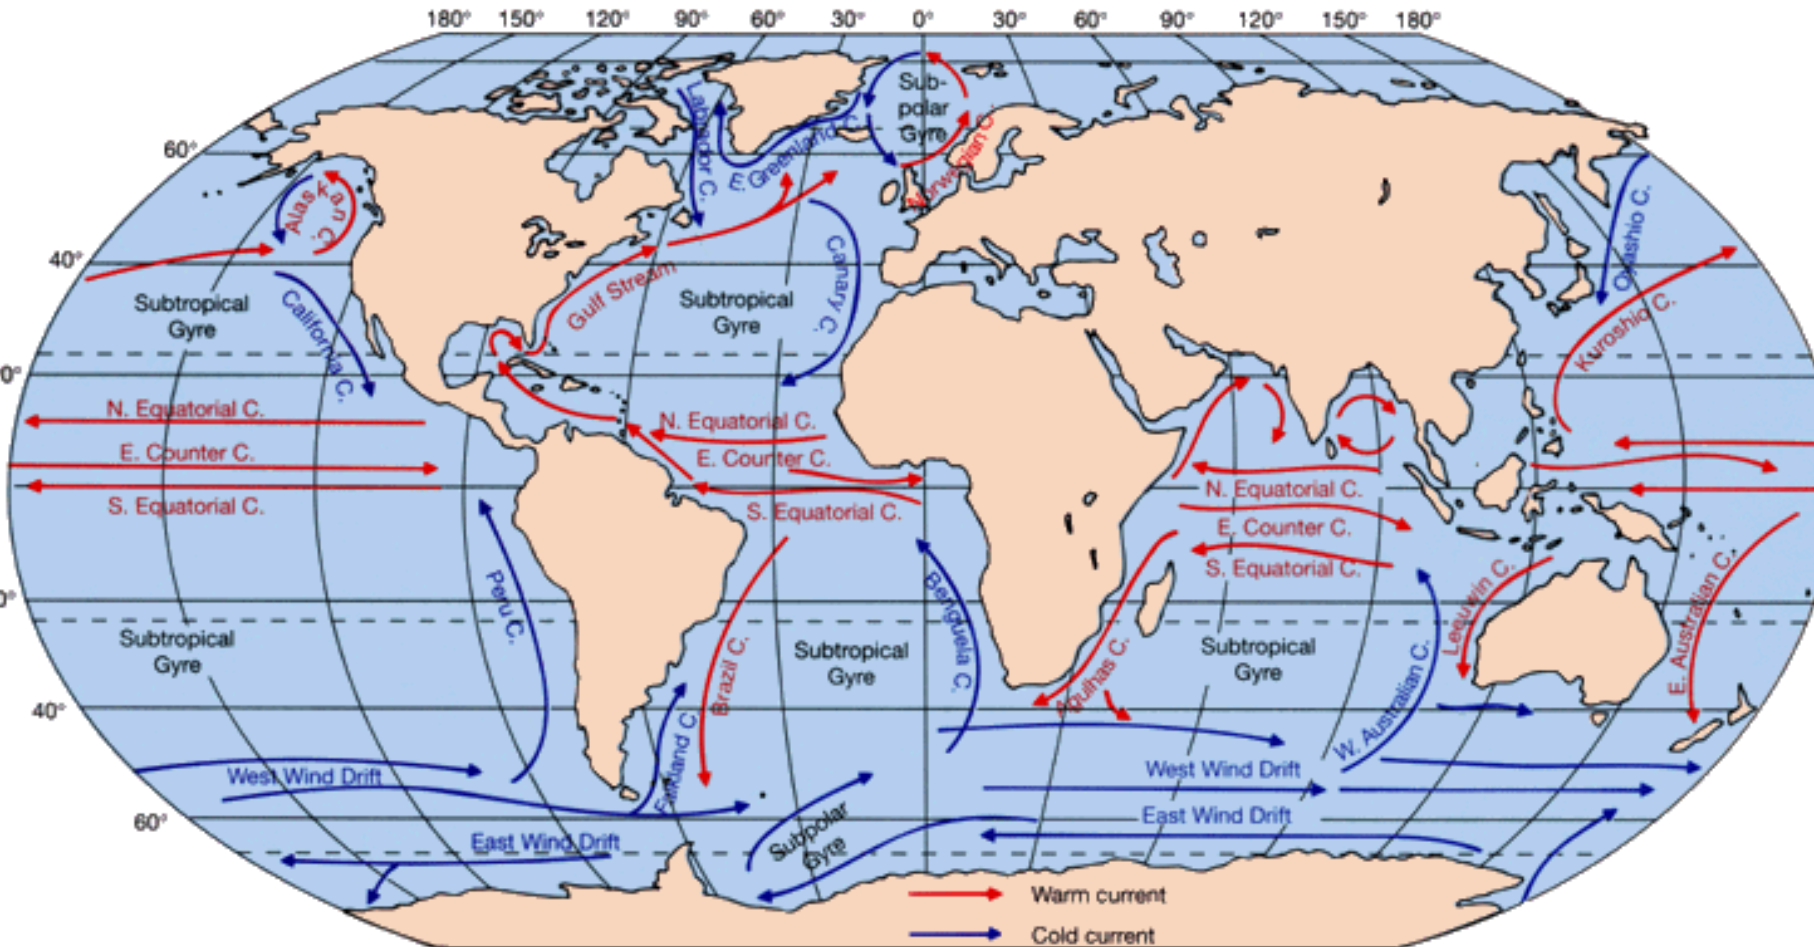 180° 150° 120° 90° 60° 30° 0° 30° 60° 90° 120° 150° 180°
Sub-
polar
Gyre
Labrador C.
E. Greenland C.
Norwegian C.
60°
Alaskan C.
Oyashio C.
40°
Canary C.
Gulf Stream
Subtropical
Gyre
Subtropical
Gyre
California C.
Kuroshio C.
0°
N. Equatorial C.
N. Equatorial C.
E. Counter C.
E. Counter C.
S. Equatorial C.
S. Equatorial C.
N. Equatorial C.
E. Counter C.
S. Equatorial C.
Peru C.
Benguela C.
Leeuwin C.
E. Australian C.
0°
Subtropical
Gyre
Brazil C.
Subtropical
Gyre
Agulhas C.
Subtropical
Gyre
W. Australian C.
40°
Falkland C.
West Wind Drift
West Wind Drift
60°
East Wind Drift
Subpolar
Gyre
East Wind Drift
Warm current
Cold current